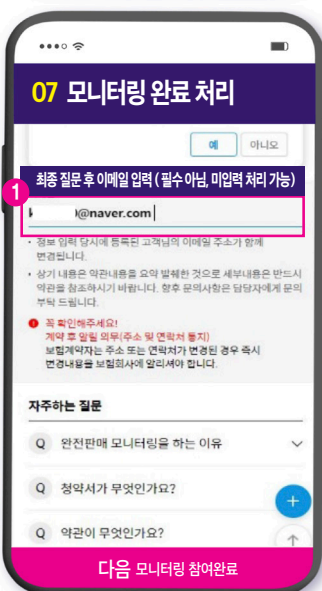 07 모니터링 완료 처리
예 아니오
최종 질문 후 이메일 입력 ( 필수 아님, 미입력 처리 가능)
1
@naver.com
• 정보 입력 당시에 등록된 고객님의 이메일 주소가 함께
변경됩니다.
• 상기 내용은 약관내용을 요약 발췌한 것으로 세부내용은 반드시
약관을 참조하시기 바랍니다. 향후 문의사항은 담당자에게 문의
부탁 드립니다.
꼭 확인해주세요!
계약 후 알릴 의무(주소 및 연락처 통지)
보험계약자는 주소 또는 연락처가 변경된 경우 즉시
변경내용을 보험회사에 알리셔야 합니다.
자주하는 질문
Q 완전판매 모니터링을 하는 이유
Q 청약서가 무엇인가요?
Q 약관이 무엇인가요?
다음 모니터링 참여완료